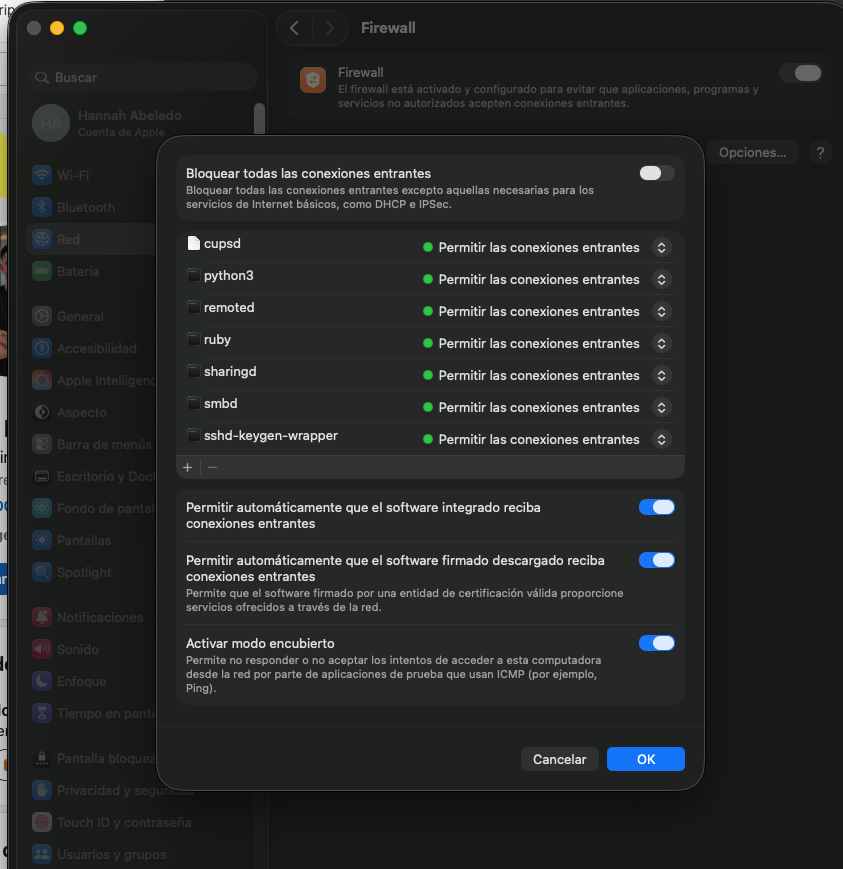 Firewall
Buscar
HA
Hannah Abeledo
Cuenta de Apple
Firewall
El firewall está activado y configurado para evitar que aplicaciones, programas y
servicios no autorizados acepten conexiones entrantes.
Opciones...
?
Wi-Fi
Bluetooth
Red
Batería
General
Accesibilidad
Apple
Aspecto
Barra de menús
Escritorio y
Fondo de
Pantallas
Spotlight
Notificaciones
Sonido
Enfoque
Tiempo en
Pantalla
Privacidad y seguridad
Touch ID y contraseña
Usuarios y grupos
Bloquear todas las conexiones entrantes
Bloquear todas las conexiones entrantes excepto aquellas necesarias para los
servicios de Internet básicos, como DHCP e IPSec.
cupsd Permitir las conexiones entrantes
python3 Permitir las conexiones entrantes
remoted Permitir las conexiones entrantes
ruby Permitir las conexiones entrantes
sharingd Permitir las conexiones entrantes
smbd Permitir las conexiones entrantes
sshd-keygen-wrapper Permitir las conexiones entrantes
+ −
Permitir automáticamente que el software integrado reciba
conexiones entrantes
Permitir automáticamente que el software firmado descargado reciba
conexiones entrantes
Permite que el software firmado por una entidad de certificación válida proporcione
servicios ofrecidos a través de la red.
Activar modo encubierto
Permite no responder o no aceptar los intentos de acceder a esta computadora
desde la red por parte de aplicaciones de prueba que usan ICMP (por ejemplo,
Ping).
Cancelar
OK